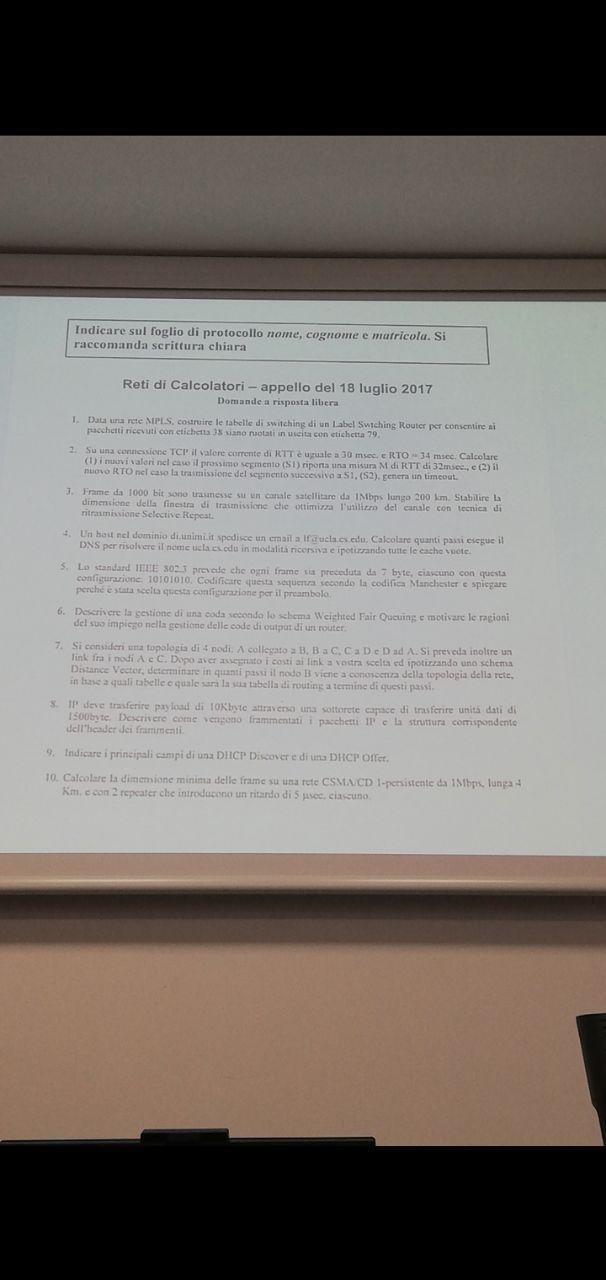 Indicare sul foglio di protocollo nome, cognome e matricola. Si
raccomanda scrittura chiara
Reti di Calcolatori – appello del 18 luglio 2017
Domande a risposta libera
1. Data una rete MPLS, costruire le tabelle di switching di un Label Swtching Router per consentire ai
pacchetti ricevuti con etichetta 38 siano ruotati in uscita con etichetta 79.
2. Su una connessione TCP il valore corrente di RTT è uguale a 30 msec. e RTO = 34 msec. Calcolare
(1) i nuovi valori nel caso il prossimo segmento (S1) riporta una misura M di RTT di 32msec., e (2) il
nuovo RTO nel caso la trasmissione del segmento successivo a S1, (S2), genera un timeout.
3. Frame da 1000 bit sono trasmesse su un canale satellitare da 1Mbps lungo 200 km. Stabilire la
dimensione della finestra di trasmissione che ottimizza l'utilizzo del canale con tecnica di
ritrasmissione Selective Repeat.
4. Un host nel dominio di.unimi.it spedisce un email a lf@ucla.cs.edu. Calcolare quanti passi esegue il
DNS per risolvere il nome ucla.cs.edu in modalità ricorsiva e ipotizzando tutte le cache vuote.
5. Lo standard IEEE 802.3 prevede che ogni frame sia preceduta da 7 byte, ciascuno con questa
configurazione: 10101010. Codificare questa sequenza secondo la codifica Manchester e spiegare
perché è stata scelta questa configurazione per il preambolo.
6. Descrivere la gestione di una coda secondo lo schema Weighted Fair Queuing e motivare le ragioni
del suo impiego nella gestione delle code di output di un router.
7. Si consideri una topologia di 4 nodi: A collegato a B, B a C, C a D e D ad A. Si preveda inoltre un
link fra i nodi A e C. Dopo aver assegnato i costi ai link a vostra scelta ed ipotizzando uno schema
Distance Vector, determinare in quanti passi il nodo B viene a conoscenza della topologia della rete,
in base a quali tabelle e quale sarà la sua tabella di routing a termine di questi passi.
8. IP deve trasferire payload di 10Kbyte attraverso una sottorete capace di trasferire unità dati di
1500byte. Descrivere come vengono frammentati i pacchetti IP e la struttura corrispondente
dell'header dei frammenti.
9. Indicare i principali campi di una DHCP Discover e di una DHCP Offer.
10. Calcolare la dimensione minima delle frame su una rete CSMA/CD 1-persistente da 1Mbps, lunga 4
Km. e con 2 repeater che introducono un ritardo di 5 μsec. ciascuno.